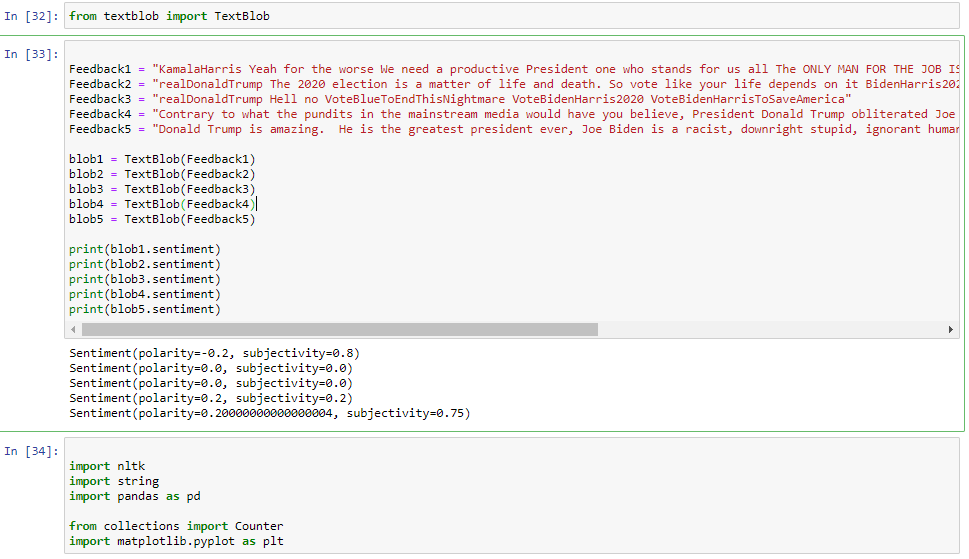 In [32]: from textblob import TextBlob
In [33]:
Feedback1 = "KamalaHarris Yeah for the worse We need a productive President one who stands for us all The ONLY MAN FOR THE JOB IS
Feedback2 = "realDonaldTrump The 2020 election is a matter of life and death. So vote like your life depends on it BidenHarris202
Feedback3 = "realDonaldTrump Hell no VoteBlueToEndThisNightmare VoteBidenHarris2020 VoteBidenHarrisToSaveAmerica"
Feedback4 = "Contrary to what the pundits in the mainstream media would have you believe, President Donald Trump obliterated Joe
Feedback5 = "Donald Trump is amazing.  He is the greatest president ever, Joe Biden is a racist, downright stupid, ignorant human
blob1 = TextBlob(Feedback1)
blob2 = TextBlob(Feedback2)
blob3 = TextBlob(Feedback3)
blob4 = TextBlob(Feedback4)
blob5 = TextBlob(Feedback5)
print(blob1.sentiment)
print(blob2.sentiment)
print(blob3.sentiment)
print(blob4.sentiment)
print(blob5.sentiment)
Sentiment(polarity=-0.2, subjectivity=0.8)
Sentiment(polarity=0.0, subjectivity=0.0)
Sentiment(polarity=0.0, subjectivity=0.0)
Sentiment(polarity=0.2, subjectivity=0.2)
Sentiment(polarity=0.20000000000000004, subjectivity=0.75)
In [34]:
import nltk
import string
import pandas as pd
from collections import Counter
import matplotlib.pyplot as plt